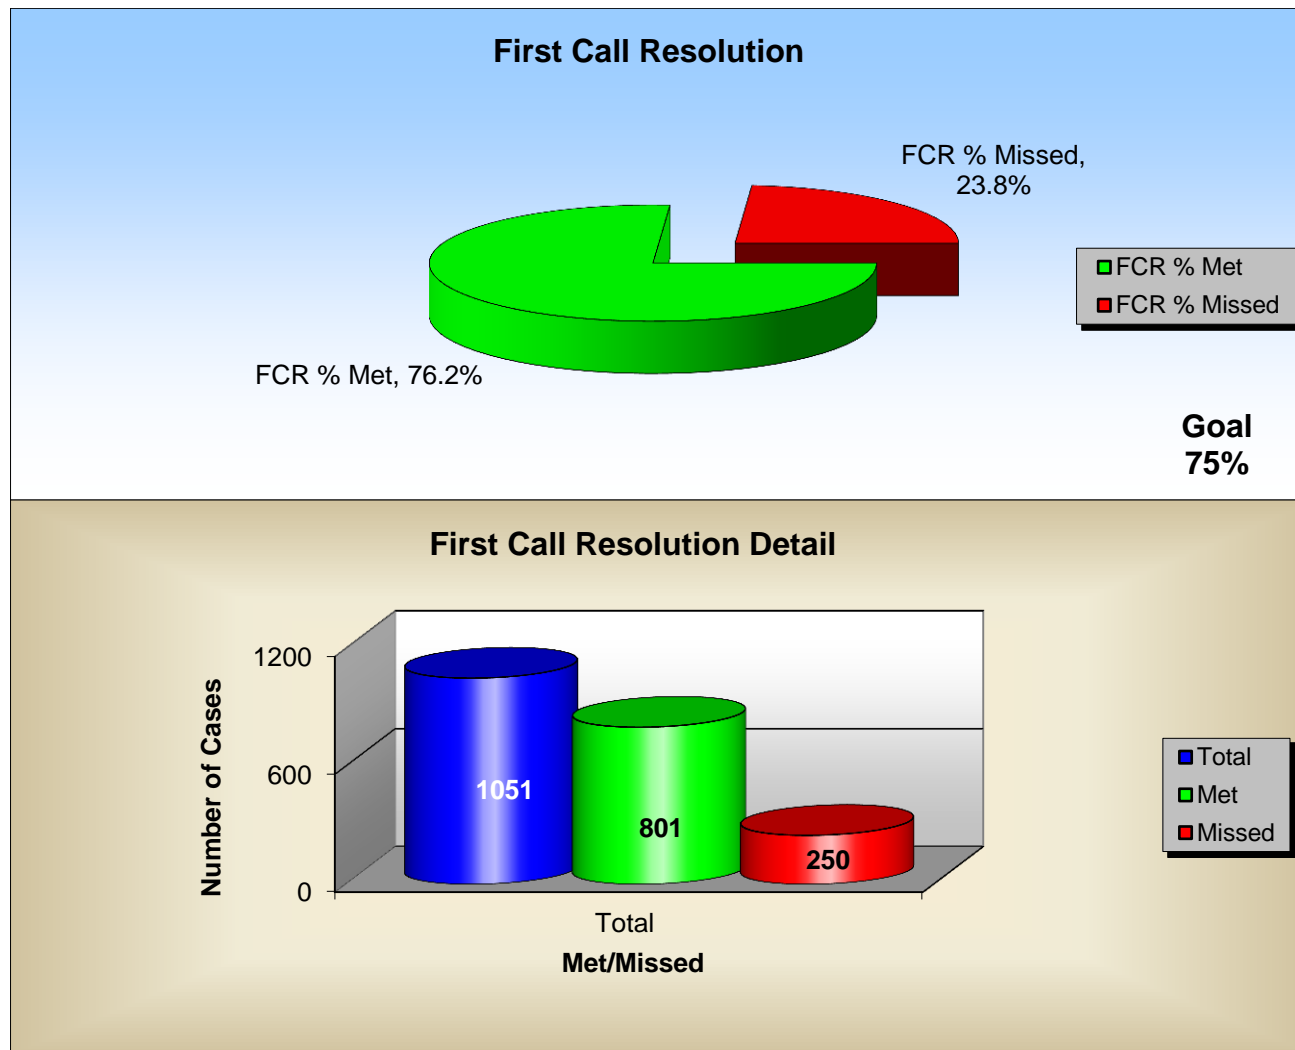 First Call Resolution
FCR % Missed,
23.8%
FCR % Met
FCR % Missed
FCR % Met, 76.2%
Goal
75%
First Call Resolution Detail
1200
600
0
Number of Cases
1051
801
250
Total
Met/Missed
Total
Met
Missed